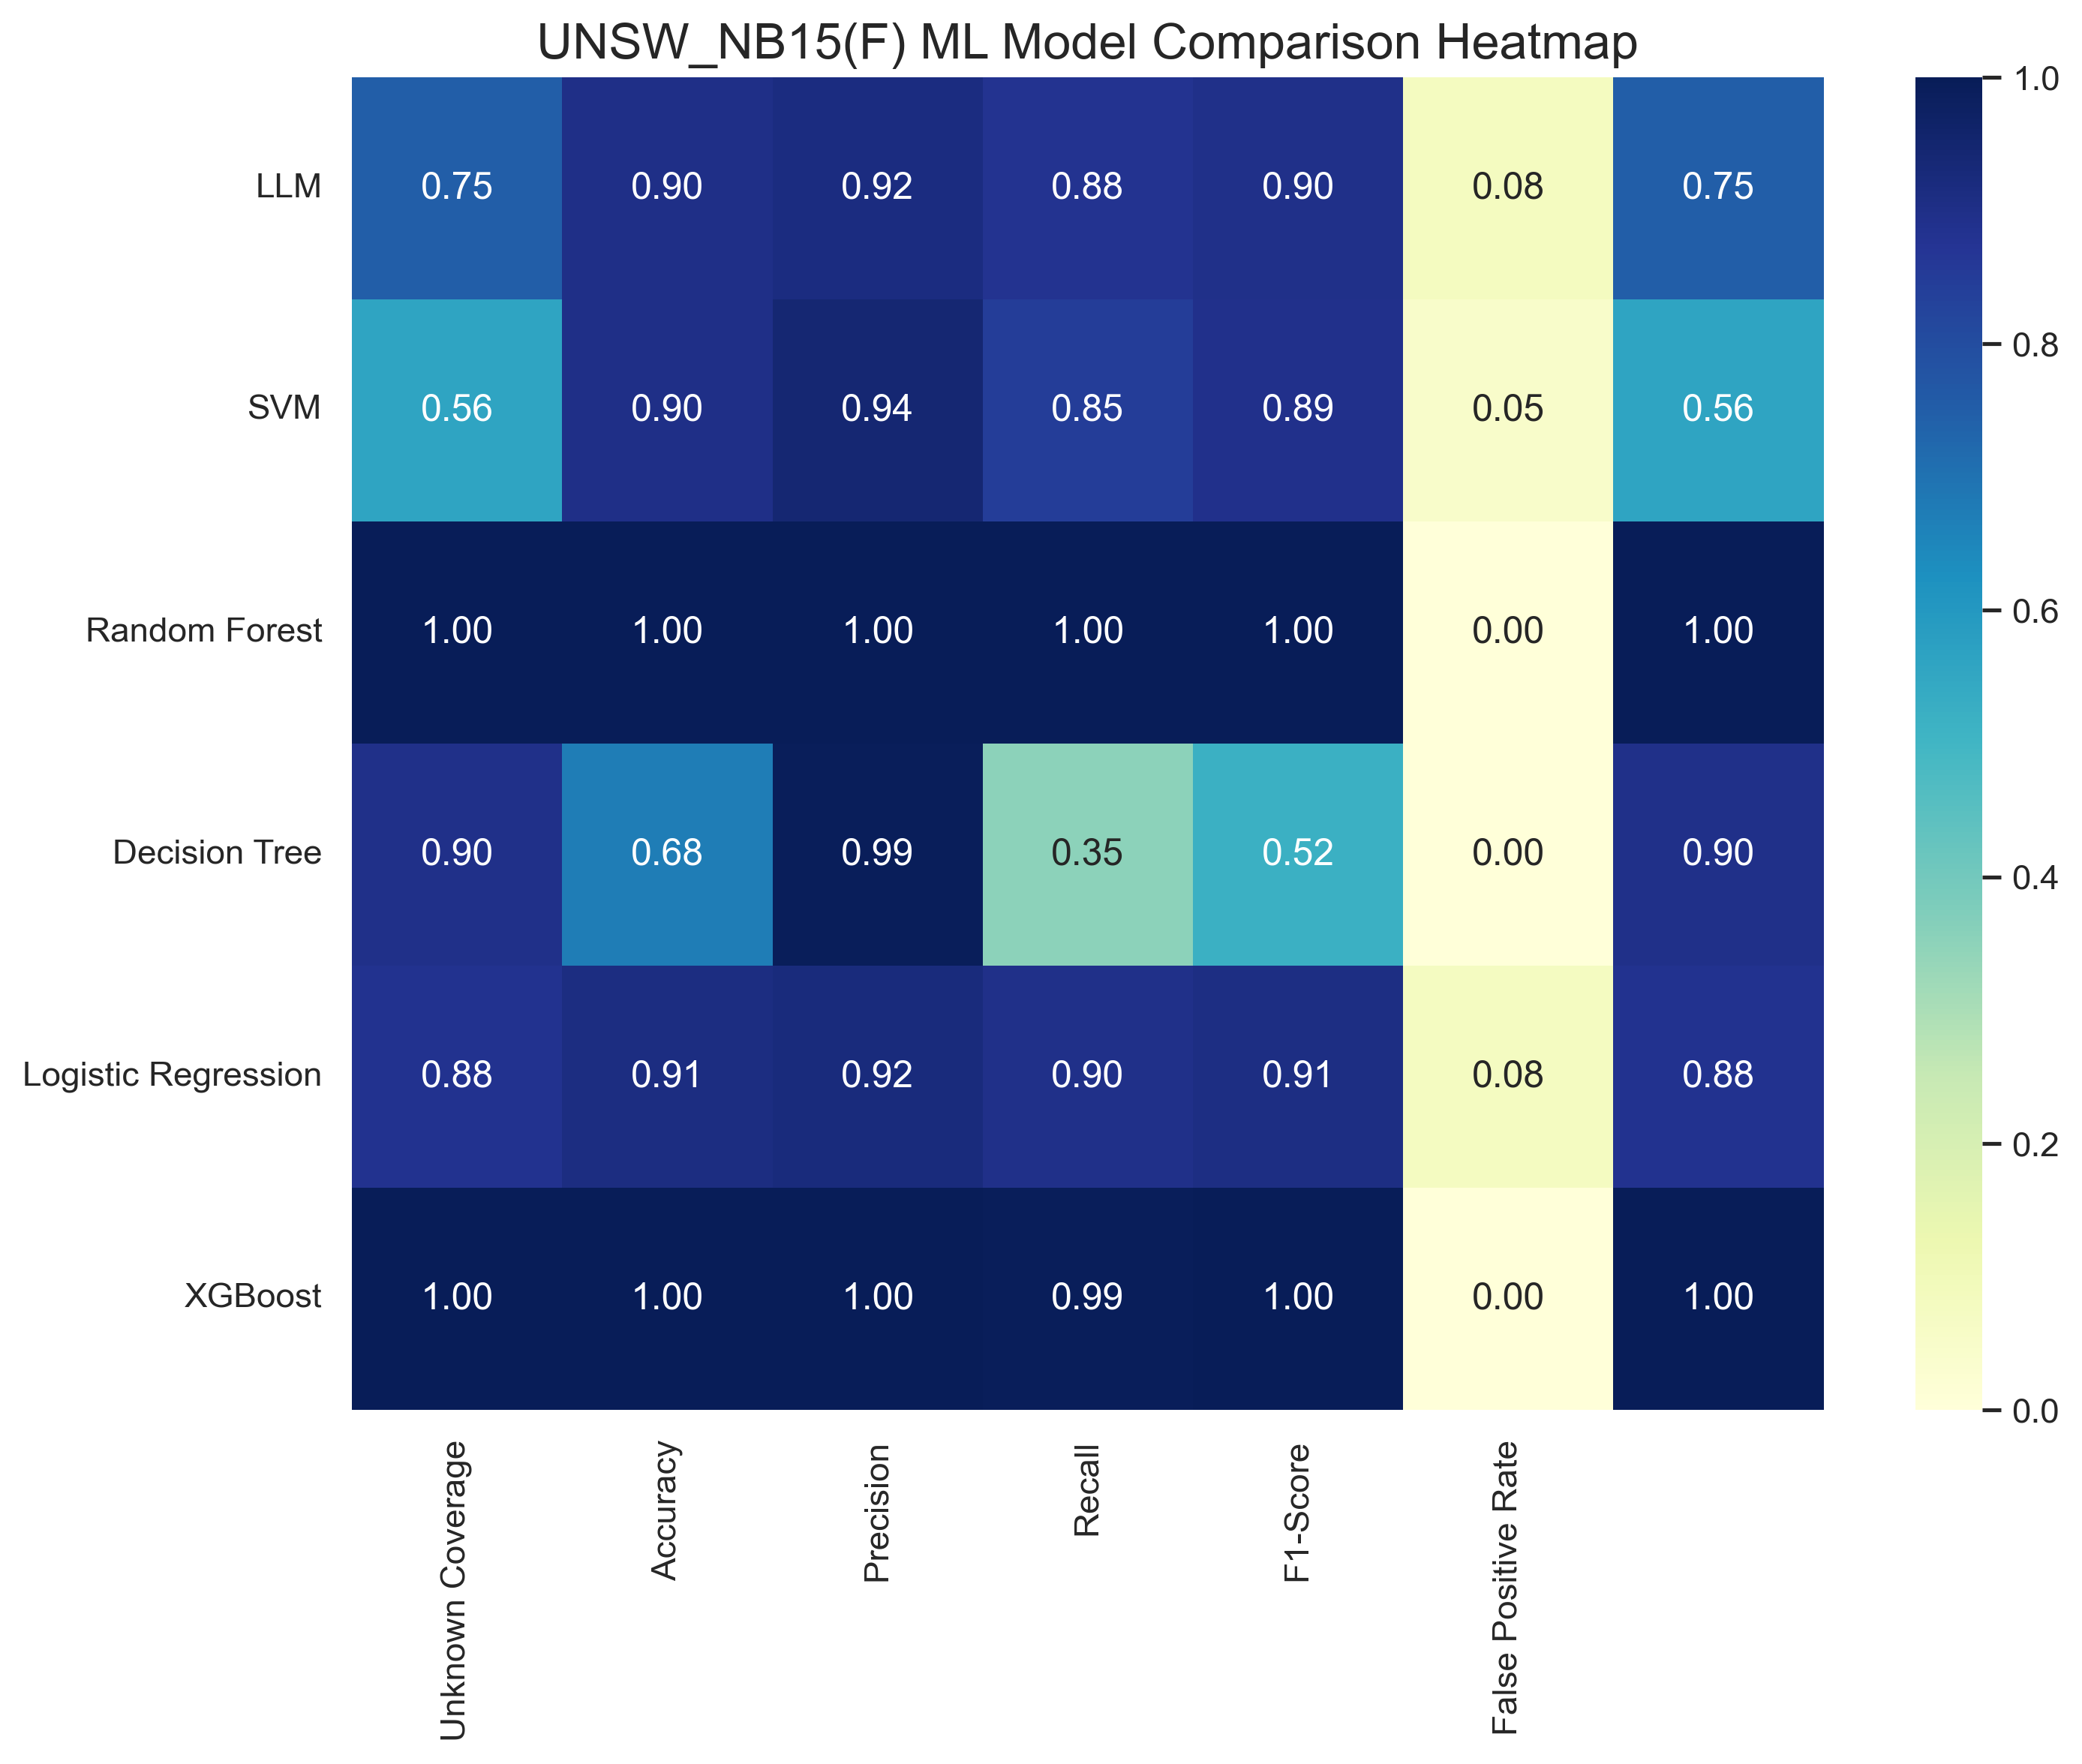 UNSW_NB15(F) ML Model Comparison Heatmap
LLM 0.75 0.90 0.92 0.88 0.90 0.08 0.75
SVM 0.56 0.90 0.94 0.85 0.89 0.05 0.56
Random Forest 1.00 1.00 1.00 1.00 1.00 0.00 1.00
Decision Tree 0.90 0.68 0.99 0.35 0.52 0.00 0.90
Logistic Regression 0.88 0.91 0.92 0.90 0.91 0.08 0.88
XGBoost 1.00 1.00 1.00 0.99 1.00 0.00 1.00
Unknown Coverage
Accuracy
Precision
Recall
F1-Score
False Positive Rate
1.0
0.8
0.6
0.4
0.2
0.0